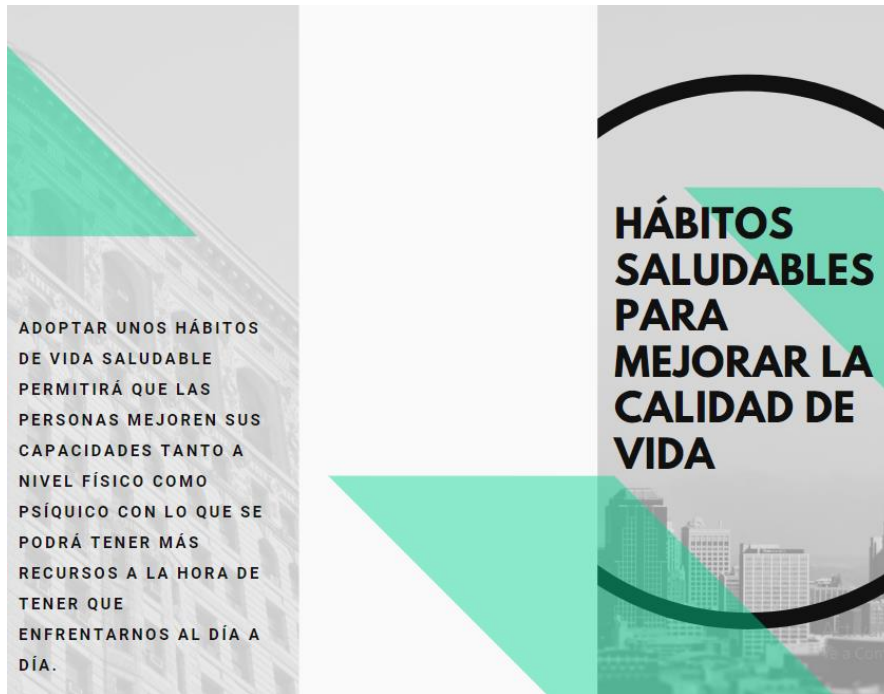 ADOPTAR UNOS HÁBITOS
DE VIDA SALUDABLE
PERMITIRÁ QUE LAS
PERSONAS MEJOREN SUS
CAPACIDADES TANTO A
NIVEL FÍSICO COMO
PSÍQUICO CON LO QUE SE
PODRÁ TENER MÁS
RECURSOS A LA HORA DE
TENER QUE
ENFRENTARNOS AL DÍA A
DÍA.
HÁBITOS
SALUDABLES
PARA
MEJORAR LA
CALIDAD DE
VIDA